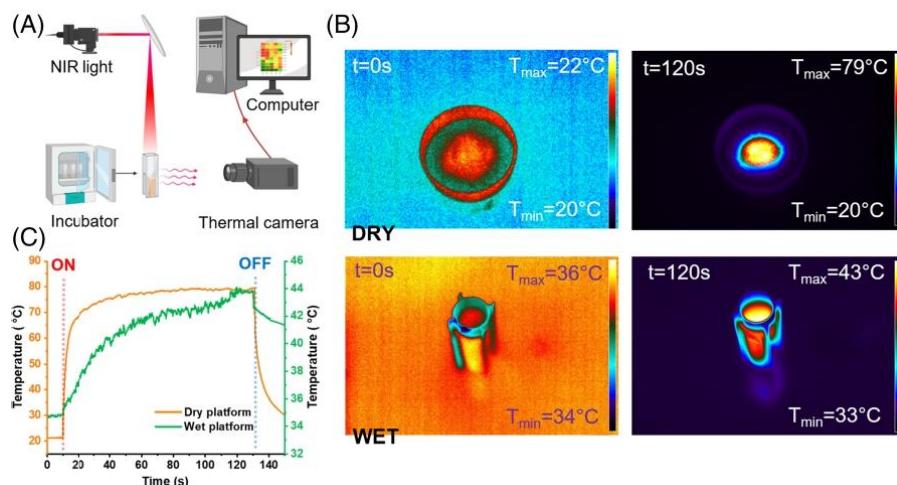 (A)
NIR light
Computer
Incubator
Thermal camera
(B)
t=0s
Tmax=22°C
Tmin=20°C
DRY
t=120s
Tmax=79°C
Tmin=20°C
t=0s
Tmax=36°C
Tmin=34°C
WET
t=120s
Tmax=43°C
Tmin=33°C
(C)
ON
OFF
90
80
70
60
50
40
30
20
Temperature (°C)
46
44
42
40
38
36
34
32
Temperature (°C)
Dry platform
Wet platform
0 20 40 60 80 100 120 140
Time (s)